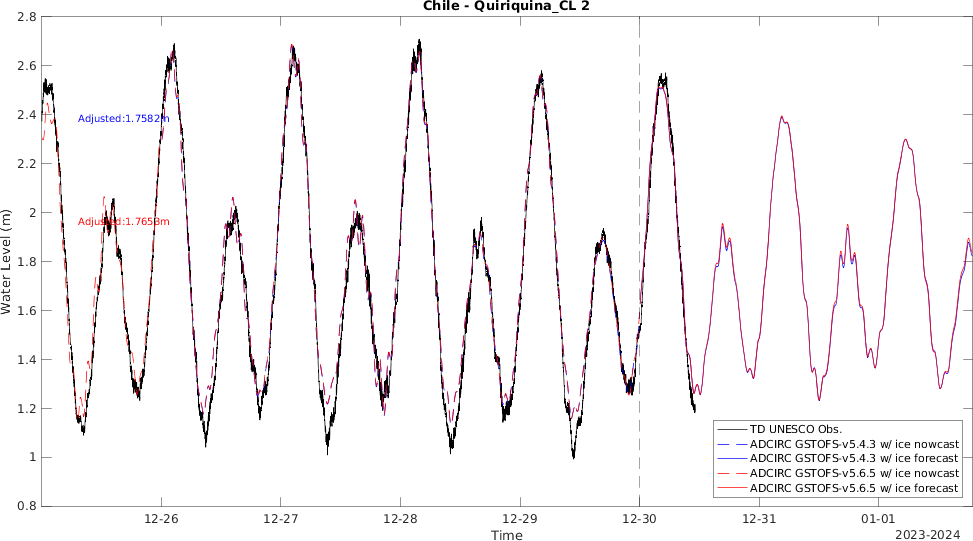 Chile - Quiriquina_CL 2
2.8
2.6
2.4
2.2
2
1.8
1.6
1.4
1.2
1
0.8
Water Level (m)
Adjusted:1.7582m
Adjusted:1.7653m
TD UNESCO Obs.
ADCIRC GSTOFS-v5.4.3 w/ ice nowcast
ADCIRC GSTOFS-v5.4.3 w/ ice forecast
ADCIRC GSTOFS-v5.6.5 w/ ice nowcast
ADCIRC GSTOFS-v5.6.5 w/ ice forecast
12-26 12-27 12-28 12-29 12-30 12-31 01-01
Time
2023-2024